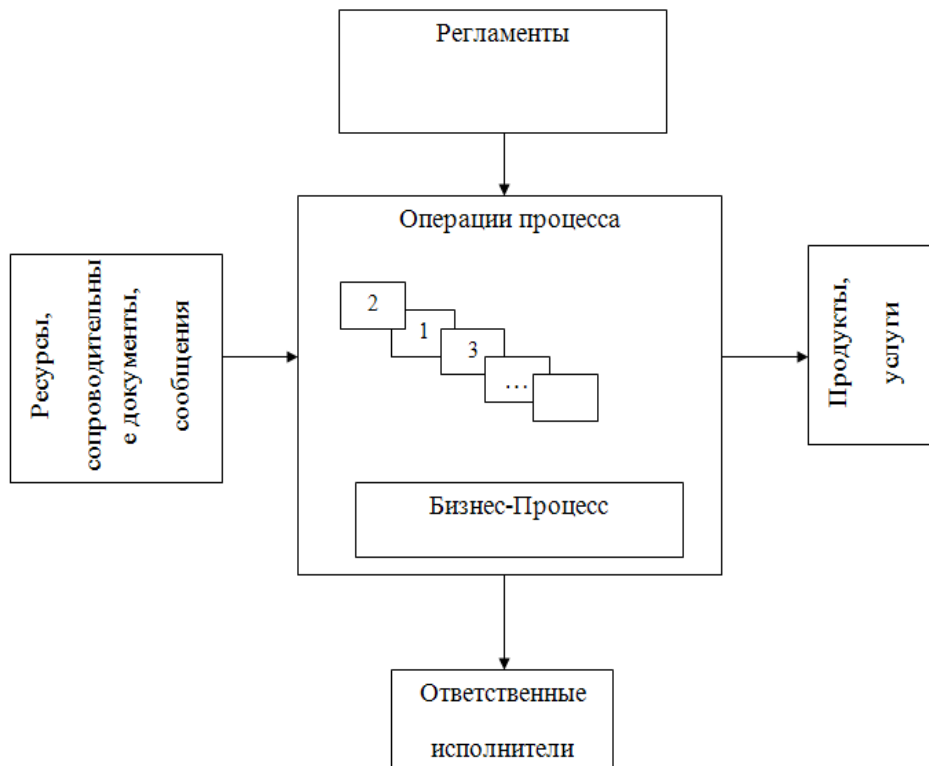 Регламенты
Операции процесса
Ресурсы,
сопроводительны
е документы,
сообщения
2
1
3
...
Бизнес-Процесс
Продукты,
услуги
Ответственные
исполнители